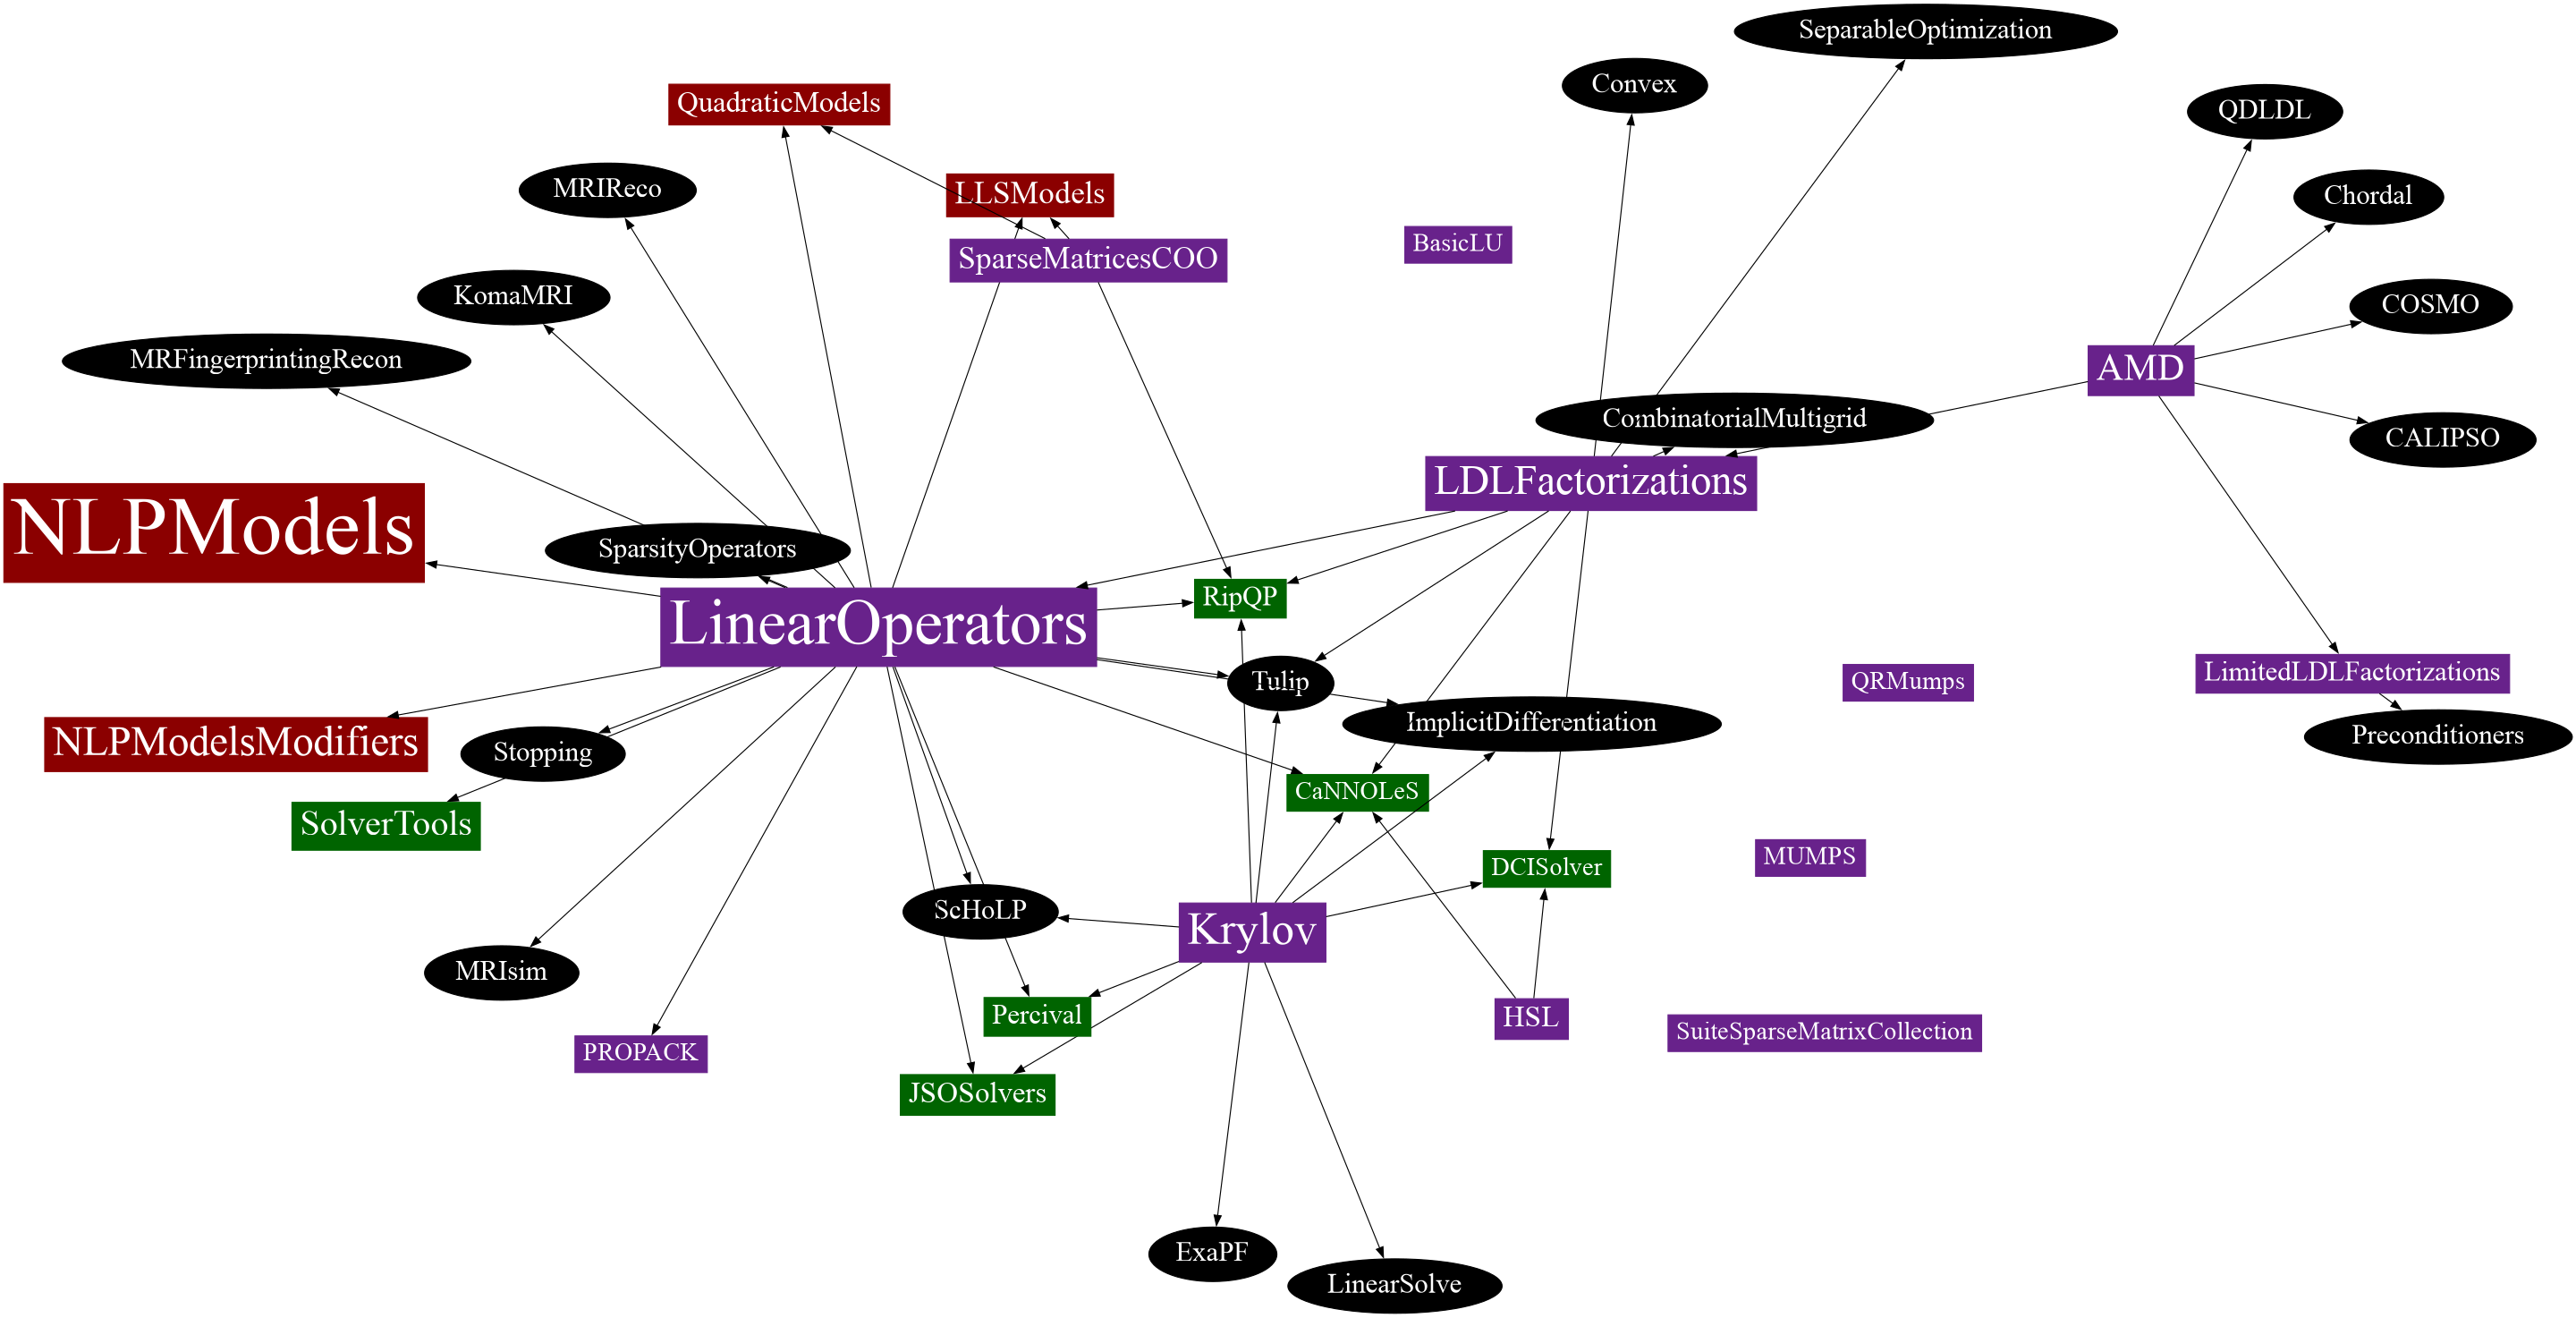 SeparableOptimization
Convex
QuadraticModels
QDLDL
MRIReco
LLSModels
Chordal
BasicLU
SparseMatricesCOO
KomaMRI
COSMO
MRFingerprintingRecon
AMD
CombinatorialMultigrid
CALIPSO
LDLFactorizations
NLPModels
SparsityOperators
RipQP
LinearOperators
LimitedLDLFactorizations
Tulip
QRMumps
ImplicitDifferentiation
Preconditioners
NLPModelsModifiers
Stopping
CaNNOLeS
SolverTools
MUMPS
DCISolver
ScHoLP
Krylov
MRIsim
Percival
HSL
SuiteSparseMatrixCollection
PROPACK
JSOSolvers
ExaPF
LinearSolve